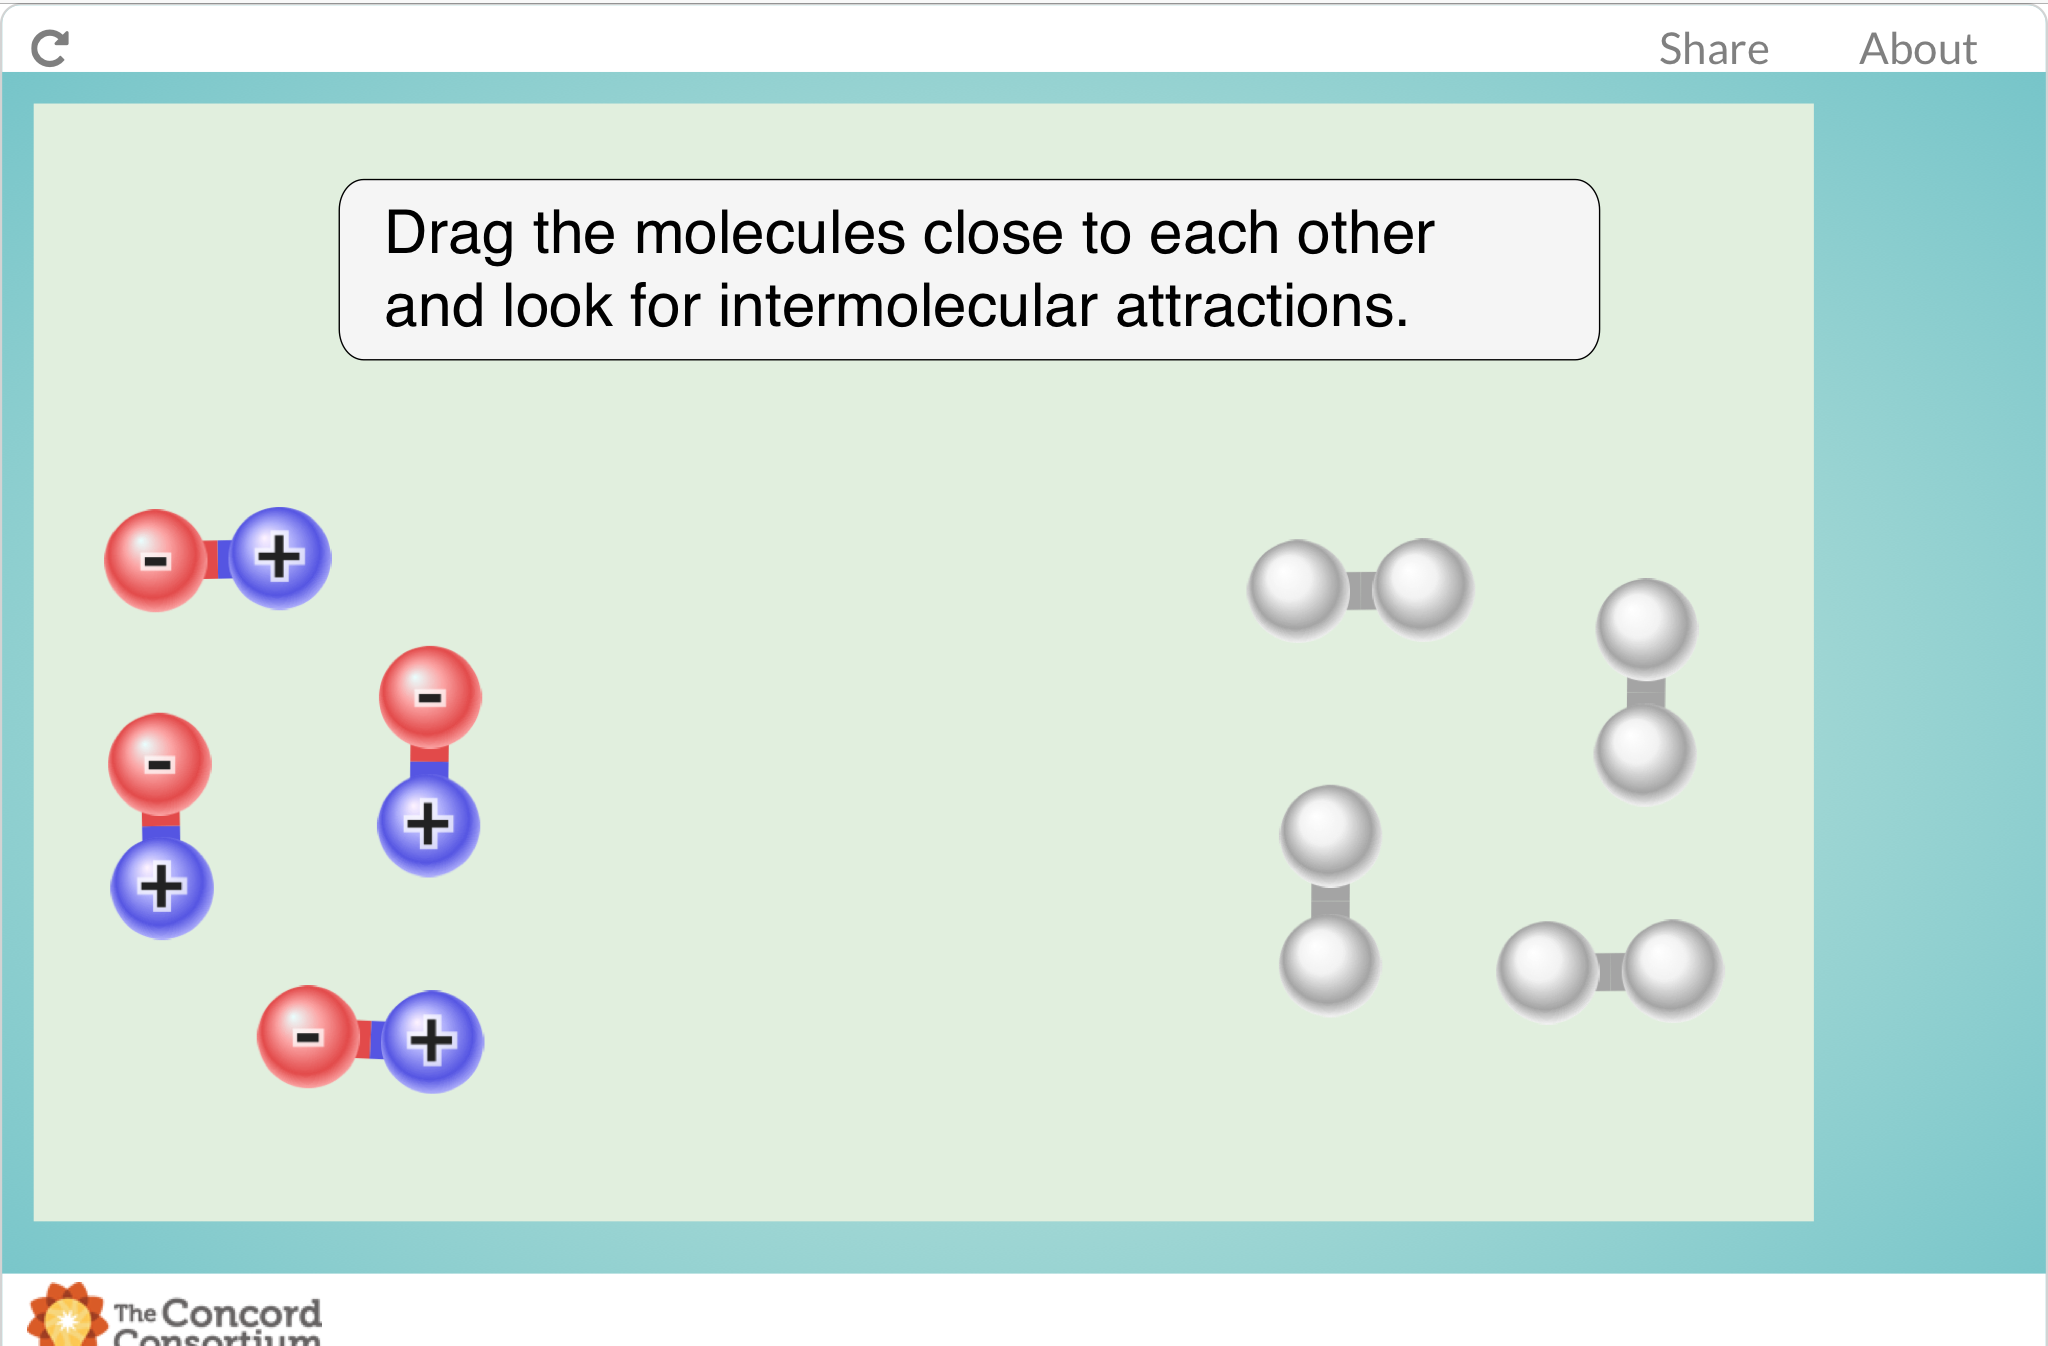 Share About
Drag the molecules close to each other
and look for intermolecular attractions.
- +
-
-
+
+
- +
The Concord
Consortium